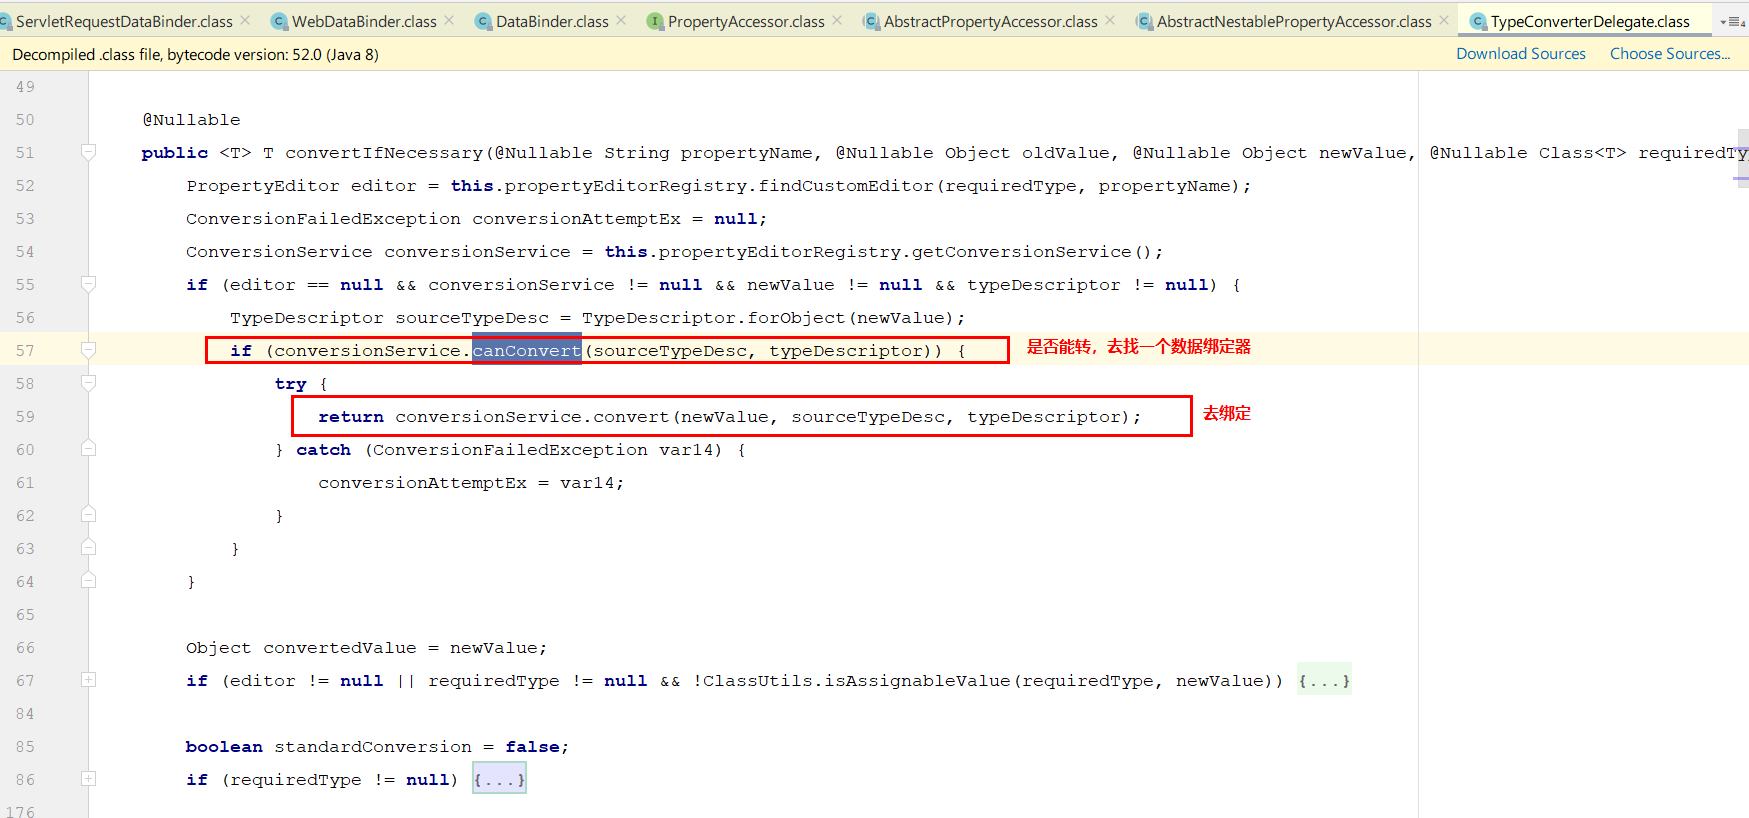 ServletRequestDataBinder.class WebDataBinder.class DataBinder.class PropertyAccessor.class AbstractPropertyAccessor.class AbstractNestablePropertyAccessor.class TypeConverterDelegate.class
Decompiled .class file, bytecode version: 52.0 (Java 8) Download Sources Choose Sources...
49
50 @Nullable
51 public <T> T convertIfNecessary(@Nullable String propertyName, @Nullable Object oldValue, @Nullable Object newValue, @Nullable Class<T> requiredTy
52 PropertyEditor editor = this.propertyEditorRegistry.findCustomEditor(requiredType, propertyName);
53 ConversionFailedException conversionAttemptEx = null;
54 ConversionService conversionService = this.propertyEditorRegistry.getConversionService();
55 if (editor == null && conversionService != null && newValue != null && typeDescriptor != null) {
56 TypeDescriptor sourceTypeDesc = TypeDescriptor.forObject(newValue);
57 if (conversionService.canConvert(sourceTypeDesc, typeDescriptor)) { 是否能转，去找一个数据绑定器
58 try {
59 return conversionService.convert(newValue, sourceTypeDesc, typeDescriptor); 去绑定
60 } catch (ConversionFailedException var14) {
61 conversionAttemptEx = var14;
62 }
63 }
64 }
65
66 Object convertedValue = newValue;
67 if (editor != null || requiredType != null && !ClassUtils.isAssignableValue(requiredType, newValue)) {...}
84
85 boolean standardConversion = false;
86 if (requiredType != null) {...}
176